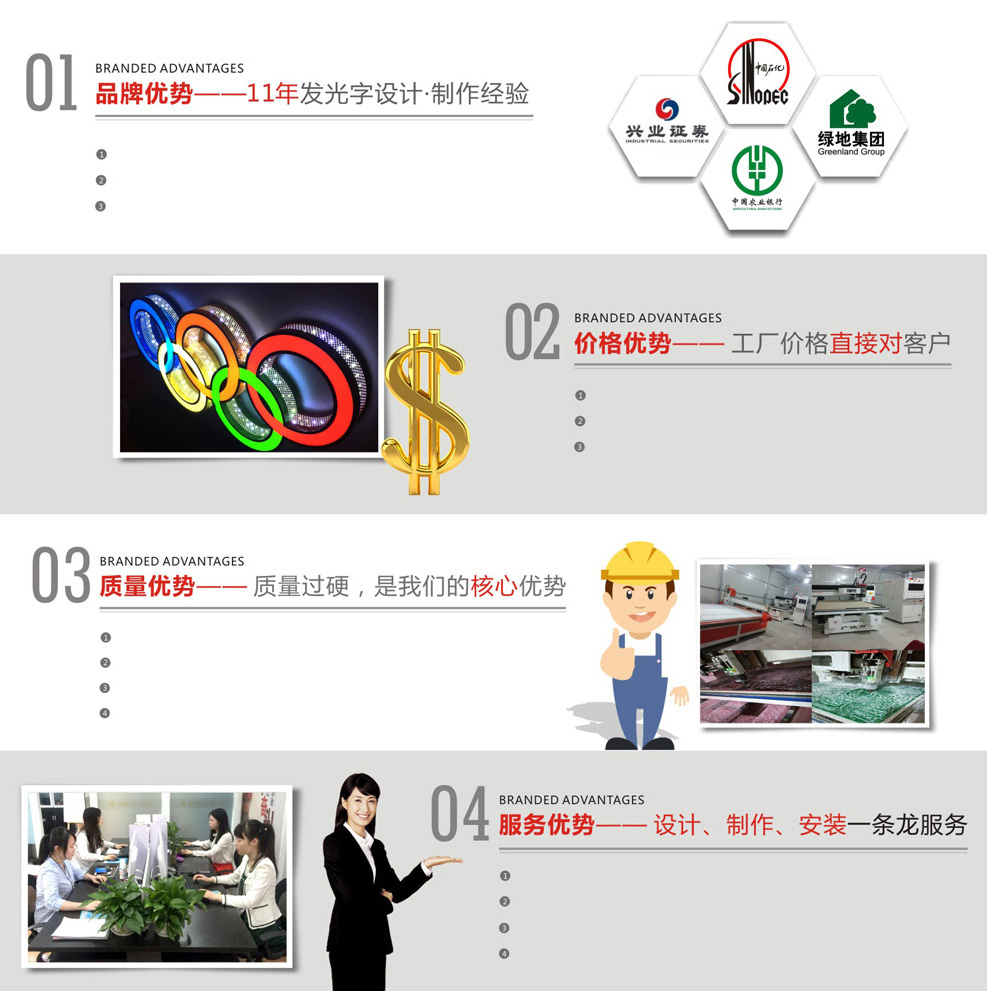 01
BRANDED ADVANTAGES
品牌优势——11年发光字设计·制作经验
1
2
3
中国石化
SINOPEC
兴业证券
INDUSTRIAL SECURITIES
绿地集团
Greenland Group
中国农业银行
AGRICULTURAL BANK OF CHINA
02
BRANDED ADVANTAGES
价格优势—— 工厂价格直接对客户
1
2
3
03
BRANDED ADVANTAGES
质量优势—— 质量过硬，是我们的核心优势
1
2
3
4
04
BRANDED ADVANTAGES
服务优势—— 设计、制作、安装一条龙服务
1
2
3
4